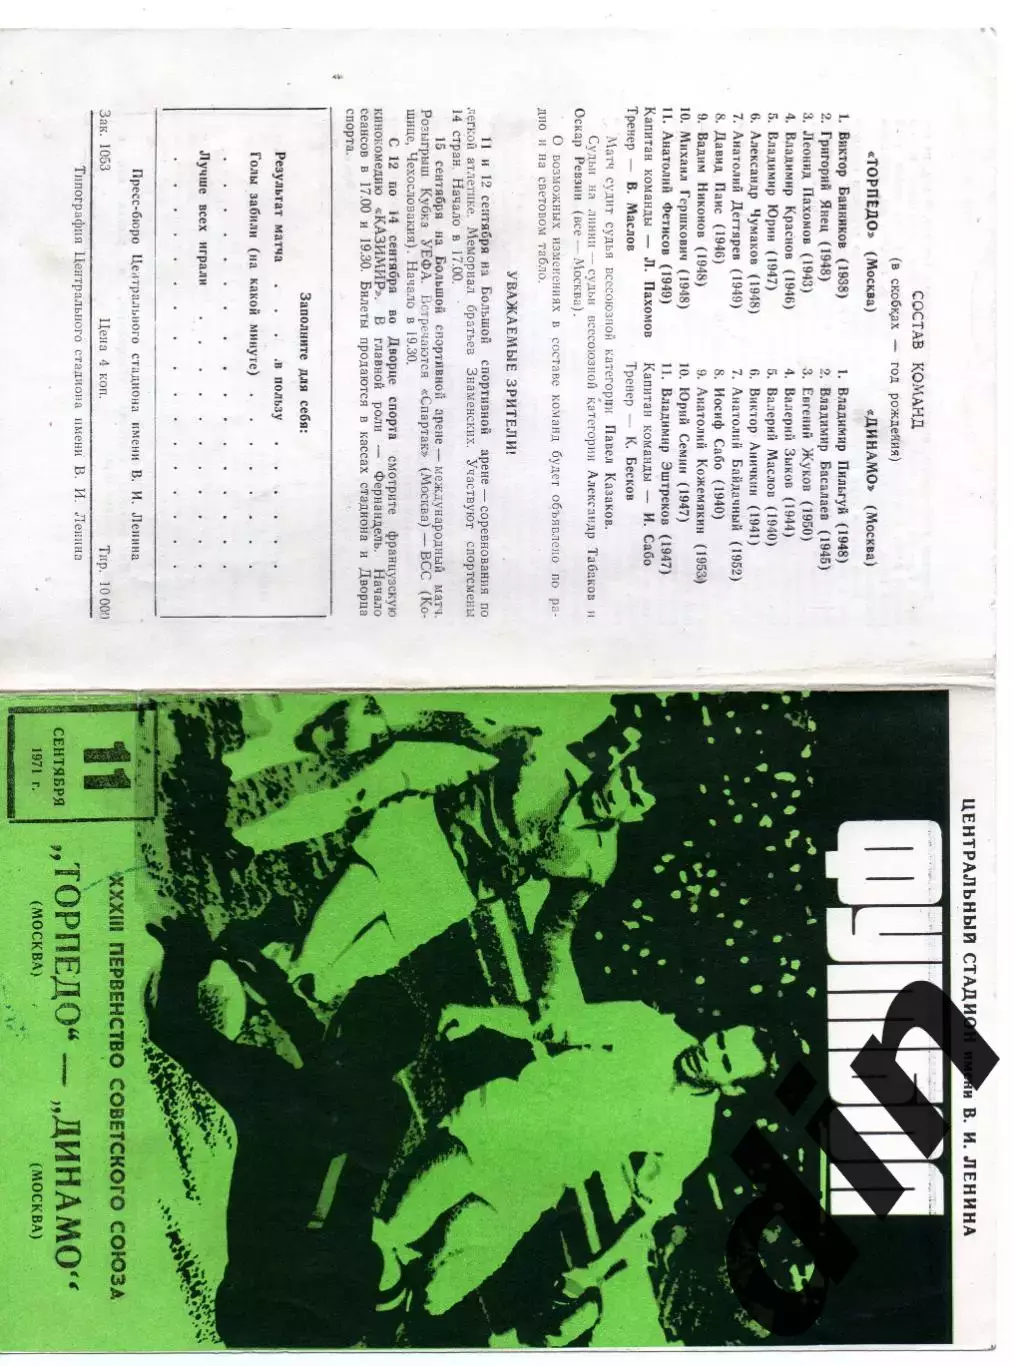 СОСТАВ КОМАНД
(в скобках — год рождения)
«ТОРПЕДО» (Москва)
1. Виктор Банников (1938)
2. Григорий Янец (1948)
3. Леонид Пахомов (1943)
4. Владимир Краснов (1946)
5. Владимир Юрин (1947)
6. Александр Чумаков (1948)
7. Анатолий Дегтярев (1949)
8. Давид Паис (1946)
9. Вадим Никонов (1948)
10. Михаил Гершкович (1948)
11. Анатолий Фетисов (1949)
Капитан команды — Л. Пахомов
Тренер — В. Маслов
«ДИНАМО» (Москва)
1. Владимир Пильгуй (1948)
2. Владимир Басалаев (1945)
3. Евгений Жуков (1950)
4. Валерий Зыков (1944)
5. Валерий Маслов (1940)
6. Виктор Аничкин (1941)
7. Анатолий Байдачный (1952)
8. Иосиф Сабо (1940)
9. Анатолий Кожемякин (1953)
10. Юрий Семин (1947)
11. Владимир Эштреков (1947)
Капитан команды — И. Сабо
Тренер — К. Бесков
Матч судит судья всесоюзной категории Павел Казаков.
Судьи на линии — судьи всесоюзной категории Александр Табаков и
Оскар Ревзин (все — Москва).
О возможных изменениях в составе команд будет объявлено по ра-
дио и на световом табло.
УВАЖАЕМЫЕ ЗРИТЕЛИ!
11 и 12 сентября на Большой спортивной арене — соревнования по
легкой атлетике. Мемориал братьев Знаменских. Участвуют спортсмены
14 стран. Начало в 17.00.
15 сентября на Большой спортивной арене — международный матч.
Розыгрыш Кубка УЕФА. Встречаются «Спартак» (Москва) — ВСС (Ко-
шице, Чехословакия). Начало в 19.30.
С 12 по 14 сентября во Дворце спорта смотрите французскую
кинокомедию «КАЗИМИР». В главной роли — Фернандель. Начало
сеансов в 17.00 и 19.30. Билеты продаются в кассах стадиона и Дворца
спорта.
Заполните для себя:
Результат матча . . . .в пользу . . . . . .
Голы забили (на какой минуте) . . . . . . .
Лучше всех играли . . . . . . . . . .
Пресс-бюро Центрального стадиона имени В. И. Ленина
Зак. 1053 Цена 4 коп. Тир. 10 000
Типография Центрального стадиона имени В. И. Ленина
ЦЕНТРАЛЬНЫЙ СТАДИОН имени В. И. ЛЕНИНА
ФУТБОЛ
din
XXXIII ПЕРВЕНСТВО СОВЕТСКОГО СОЮЗА
11
СЕНТЯБРЯ
1971 г.
„ТОРПЕДО“ — „ДИНАМО“
(МОСКВА) (МОСКВА)